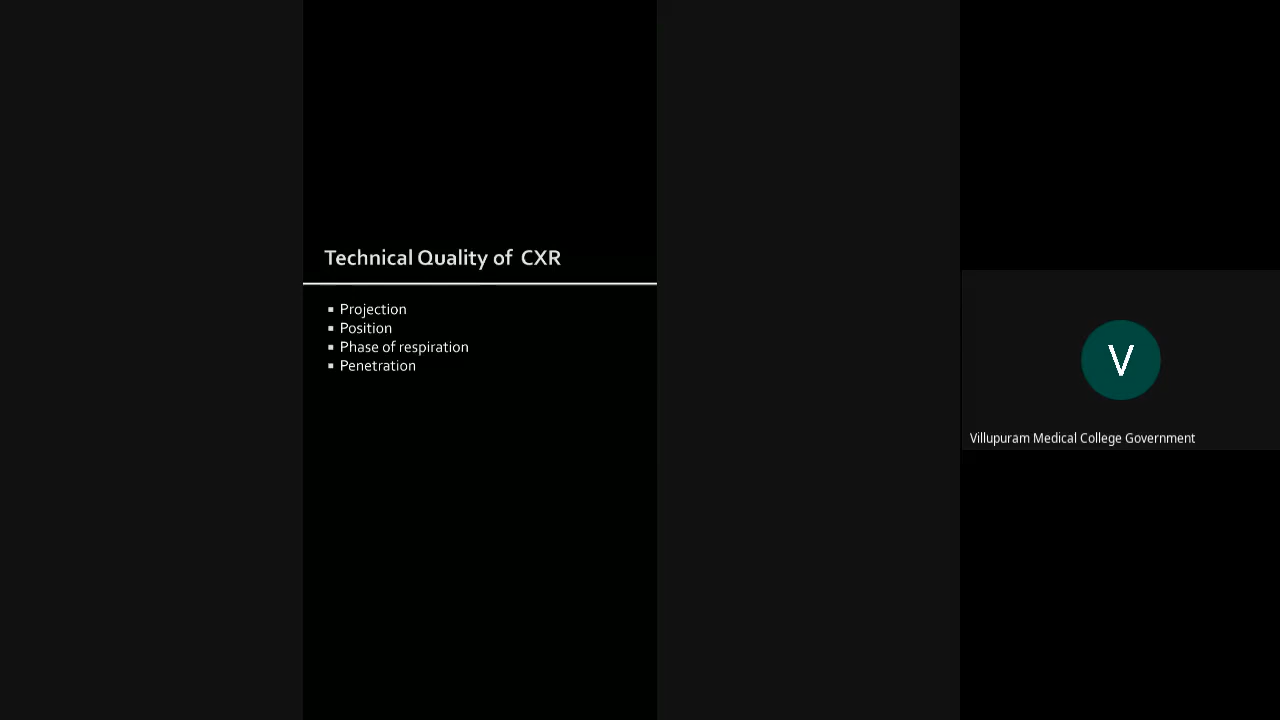 Technical Quality of CXR
▪ Projection
▪ Position
▪ Phase of respiration
▪ Penetration
V
Villupuram Medical College Government